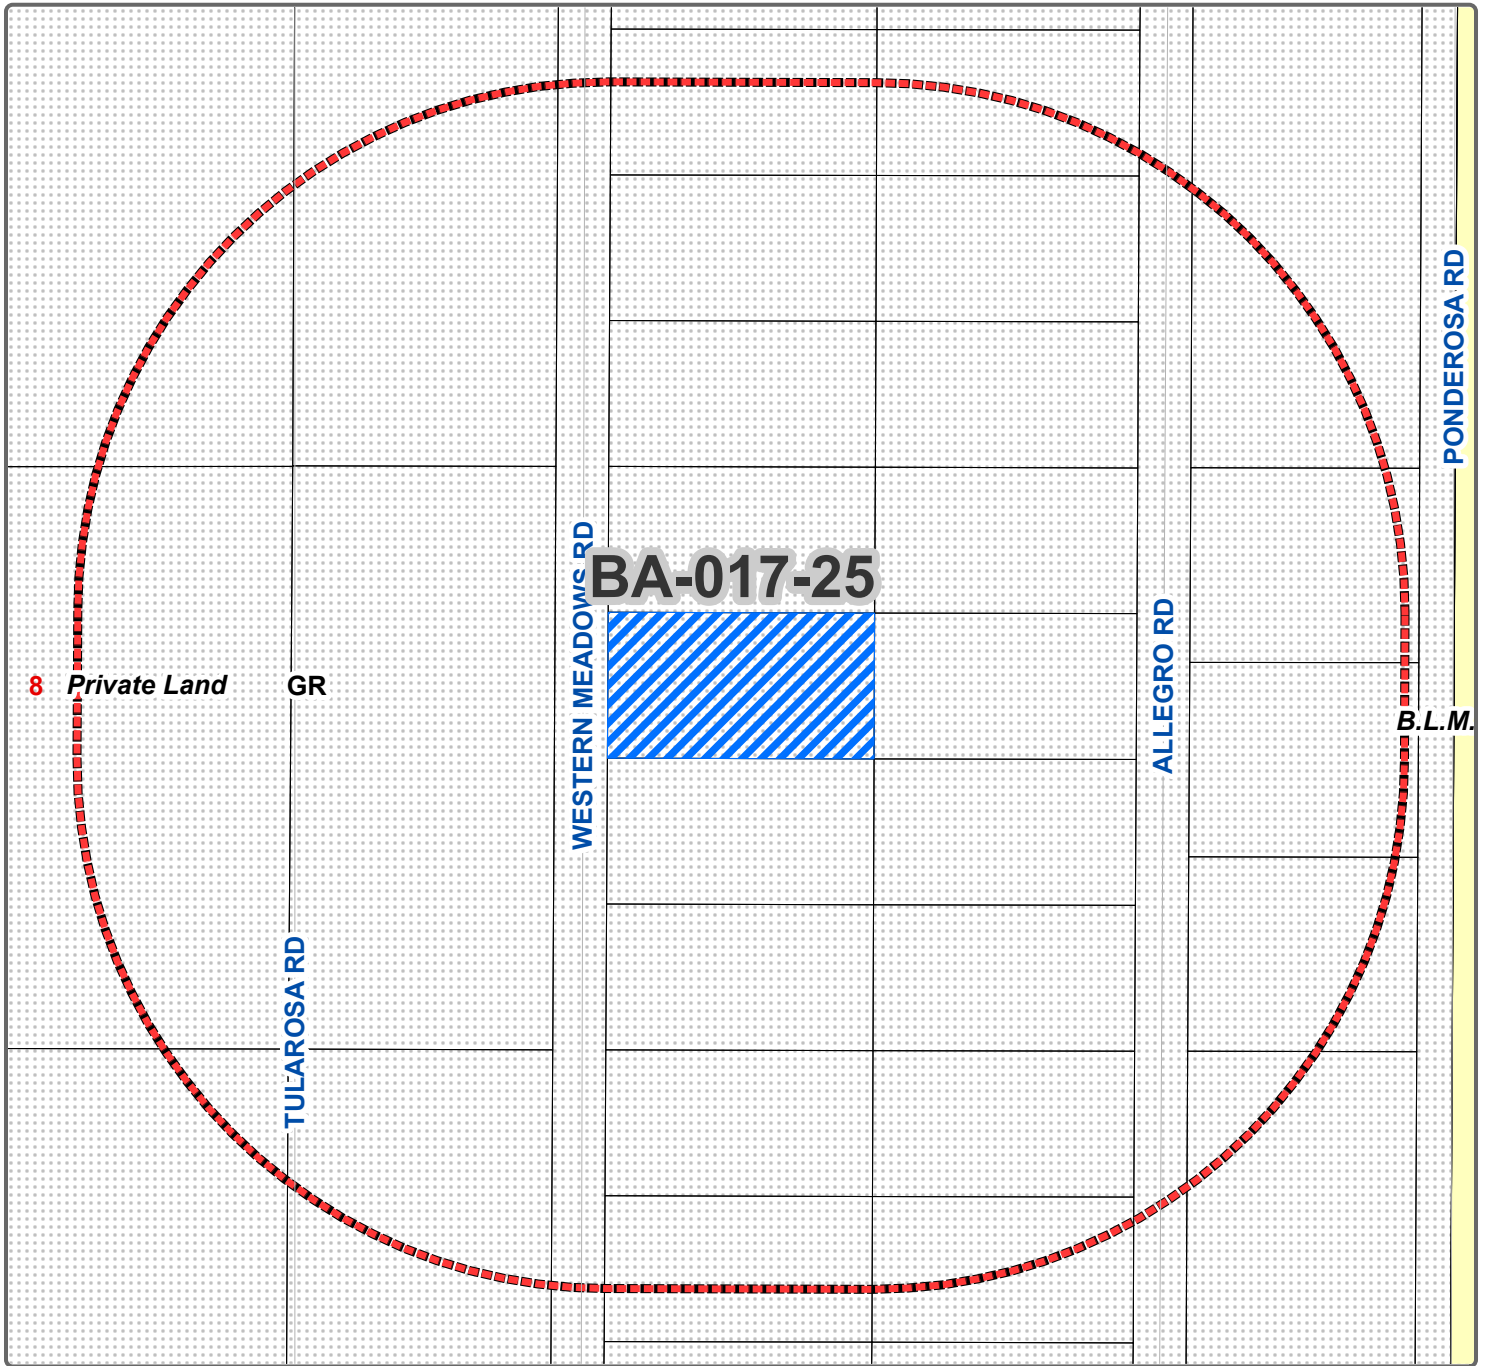 PONDEROSA RD
WESTERN MEADOWS RD
BA-017-25
ALLEGRO RD
8
Private Land
GR
B.L.M.
TULAROSA RD